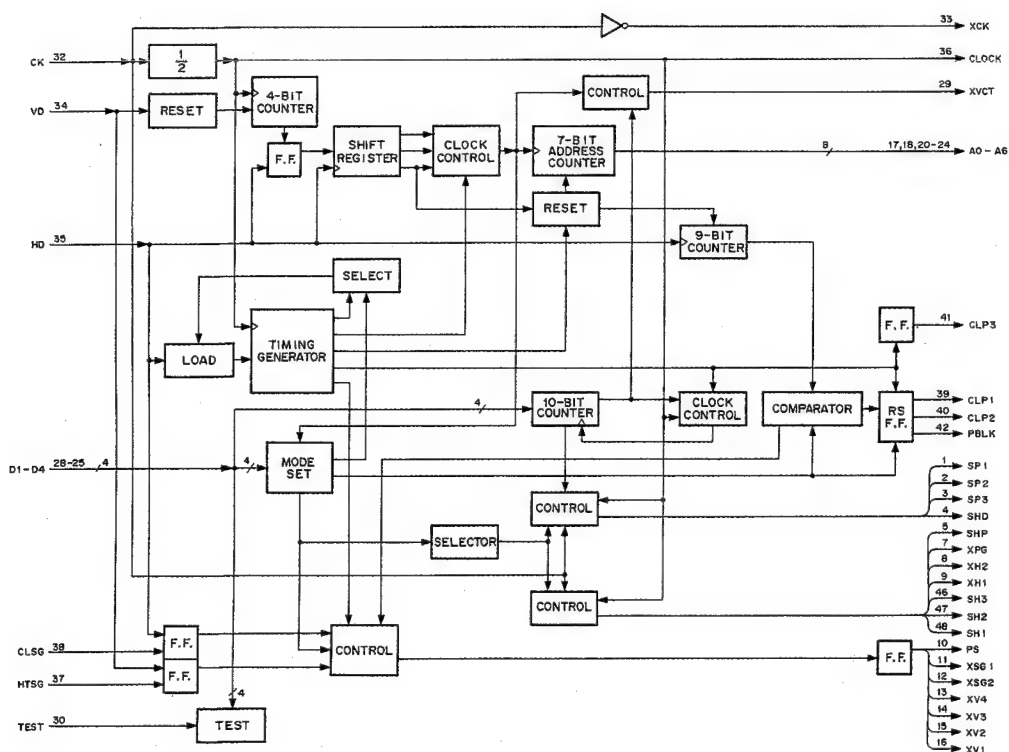 33 XCK
CK 32
1/2
36 CLOCK
VD 34
RESET
4-BIT
COUNTER
CONTROL
29 XVCT
F.F.
SHIFT
REGISTER
CLOCK
CONTROL
7-BIT
ADDRESS
COUNTER
8
17,18,20-24 A0-A6
RESET
HD 35
9-BIT
COUNTER
SELECT
TIMING
GENERATOR
LOAD
F.F.
41 CLP3
4
10-BIT
COUNTER
CLOCK
CONTROL
COMPARATOR
RS
F.F.
39 CLP1
40 CLP2
42 PBLK
D1-D4 28-25 4
4
MODE
SET
1 SP1
2 SP2
3 SP3
4 SHD
CONTROL
SELECTOR
5 SHP
7 XPG
8 XH2
9 XH1
46 SH3
47 SH2
48 SH1
CONTROL
F.F.
CLSG 38
F.F.
HTSG 37
CONTROL
F.F.
10 PS
11 XSG1
12 XSG2
13 XV4
14 XV3
15 XV2
16 XV1
4
TEST 30
TEST